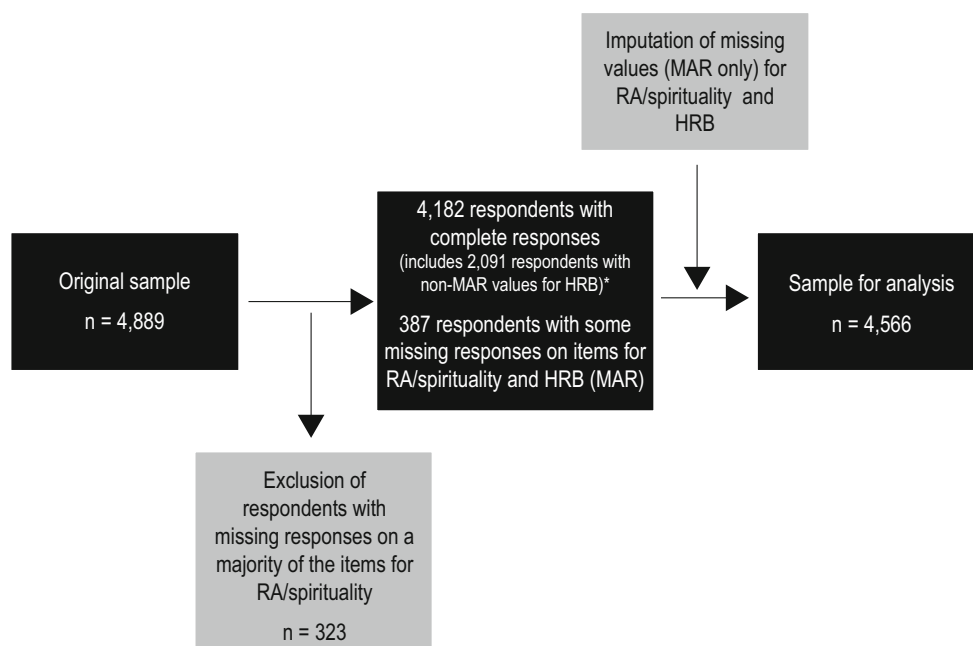 Imputation of missing
values (MAR only) for
RA/spirituality and
HRB
Original sample
n = 4,889
4,182 respondents with
complete responses
(includes 2,091 respondents with
non-MAR values for HRB)*
387 respondents with some
missing responses on items for
RA/spirituality and HRB (MAR)
Sample for analysis
n = 4,566
Exclusion of
respondents with
missing responses on a
majority of the items for
RA/spirituality
n = 323